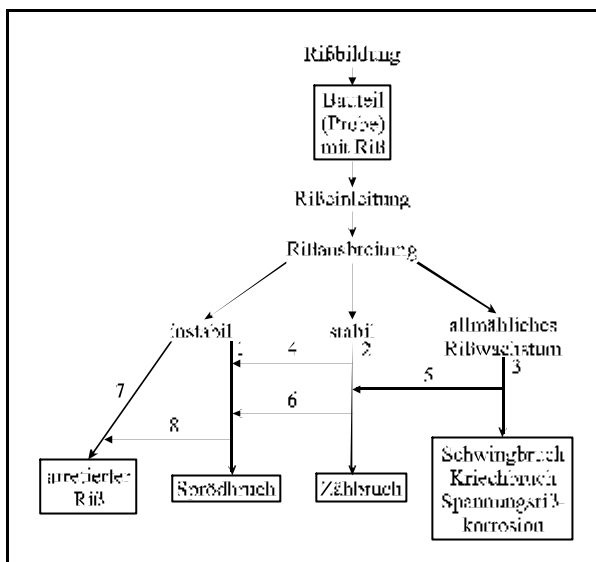 Rißbildung
Bauteil
(Probe)
mit Riß
Rißeinleitung
Rißausbreitung
instabil
stabil
allmähliches
Rißwachstum
1
4
2
3
5
7
6
8
arretierter
Riß
Sprödbruch
Zähbruch
Schwingbruch
Kriechbruch
Spannungsriß-
korrosion